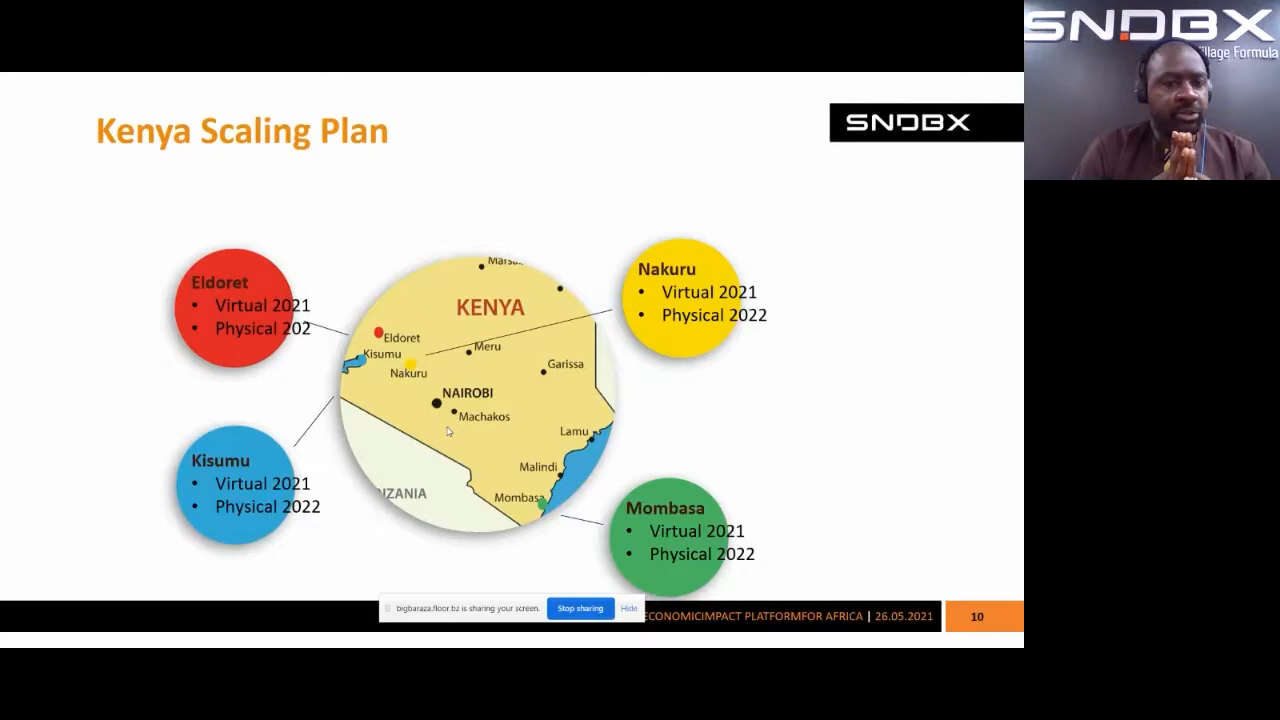 SNDBX
illage Formula
Kenya Scaling Plan
SNDBX
Eldoret
• Virtual 2021
• Physical 202
Nakuru
• Virtual 2021
• Physical 2022
Kisumu
• Virtual 2021
• Physical 2022
Mombasa
• Virtual 2021
• Physical 2022
KENYA
Eldoret
Kisumu
Meru
Nakuru
Garissa
NAIROBI
Machakos
Lamu
Malindi
Mombasa
NZANIA
bigbaraza.floor.bz is sharing your screen.
Stop sharing
Hide
ECONOMICIMPACT PLATFORMFOR AFRICA | 26.05.2021
10